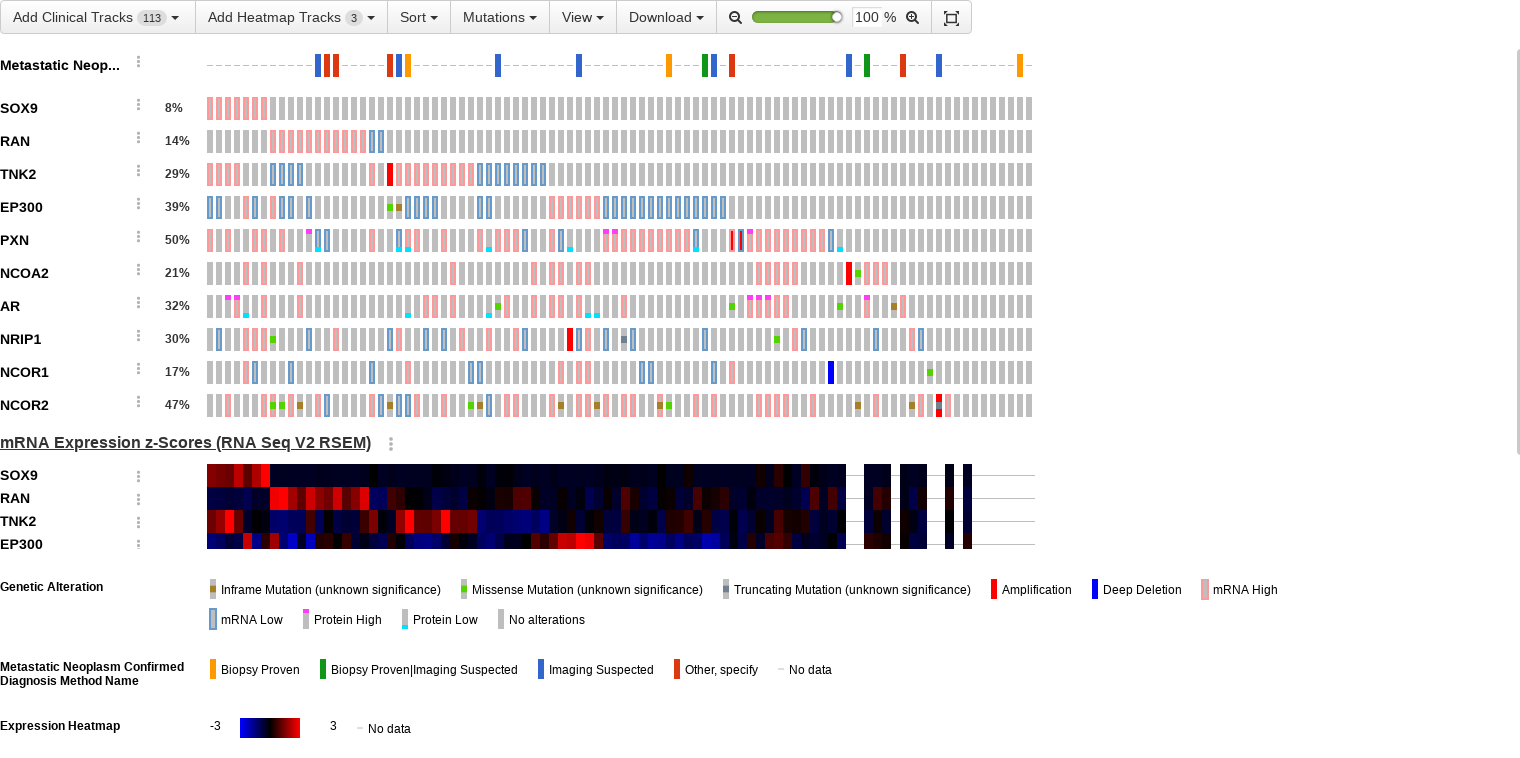 Add Clinical Tracks 113 Add Heatmap Tracks 3 Sort Mutations View Download 100 %
Metastatic Neop...
SOX9 8%
RAN 14%
TNK2 29%
EP300 39%
PXN 50%
NCOA2 21%
AR 32%
NRIP1 30%
NCOR1 17%
NCOR2 47%
mRNA Expression z-Scores (RNA Seq V2 RSEM)
SOX9
RAN
TNK2
EP300
Genetic Alteration Inframe Mutation (unknown significance) Missense Mutation (unknown significance) Truncating Mutation (unknown significance) Amplification Deep Deletion mRNA High
mRNA Low Protein High Protein Low No alterations
Metastatic Neoplasm Confirmed Biopsy Proven Biopsy Proven|Imaging Suspected Imaging Suspected Other, specify No data
Diagnosis Method Name
Expression Heatmap -3 3 No data